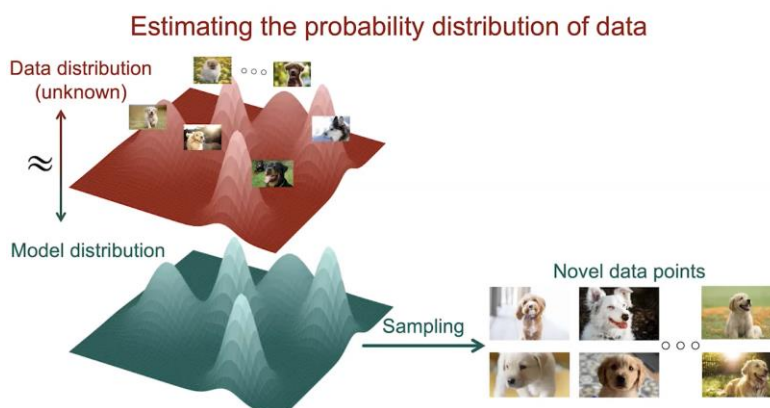 Estimating the probability distribution of data
Data distribution
(unknown)
≈
Model distribution
Sampling
Novel data points